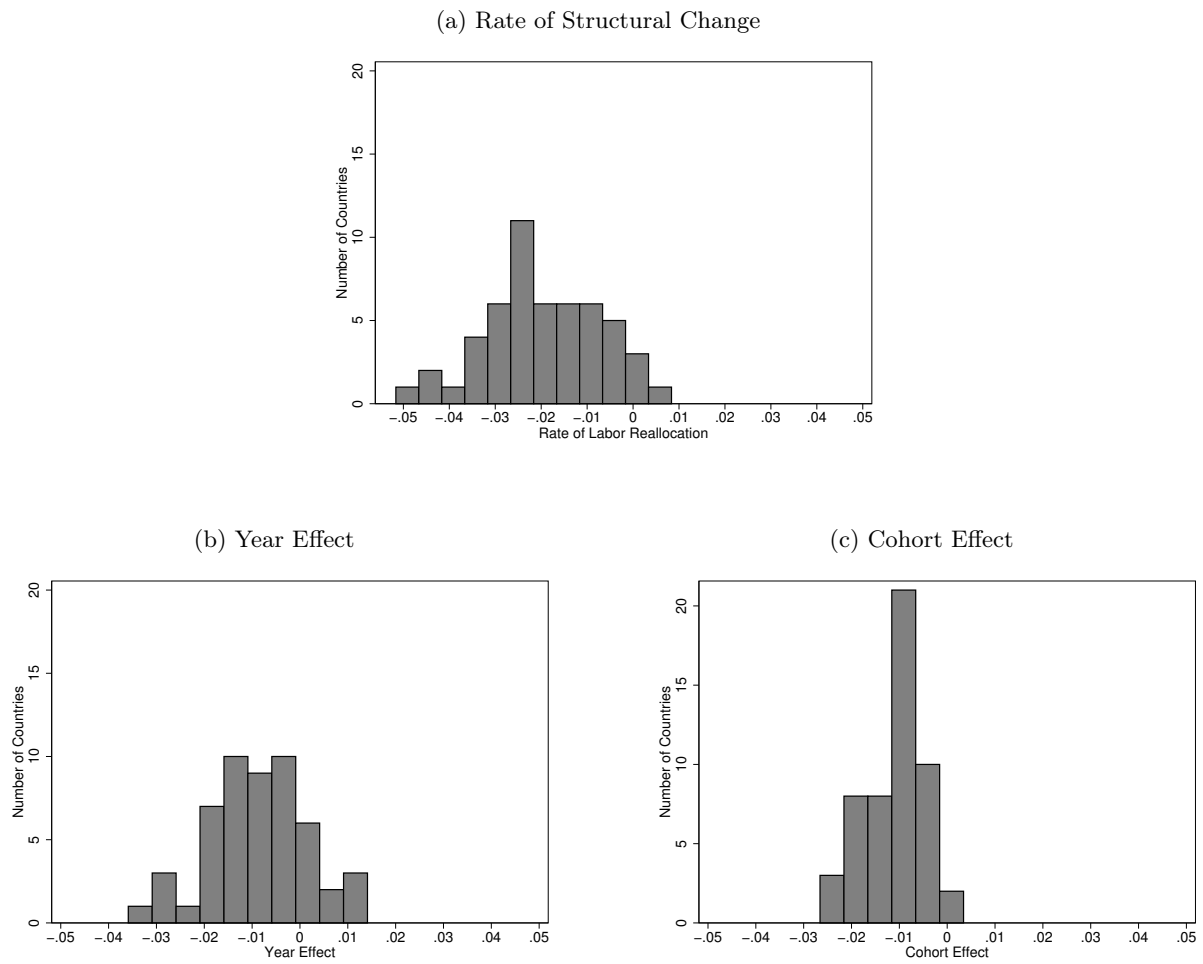 (a) Rate of Structural Change
20
15
10
5
0
Number of Countries
−.05 −.04 −.03 −.02 −.01 0 .01 .02 .03 .04 .05
Rate of Labor Reallocation
(b) Year Effect
20
15
10
5
0
Number of Countries
−.05 −.04 −.03 −.02 −.01 0 .01 .02 .03 .04 .05
Year Effect
(c) Cohort Effect
20
15
10
5
0
Number of Countries
−.05 −.04 −.03 −.02 −.01 0 .01 .02 .03 .04 .05
Cohort Effect